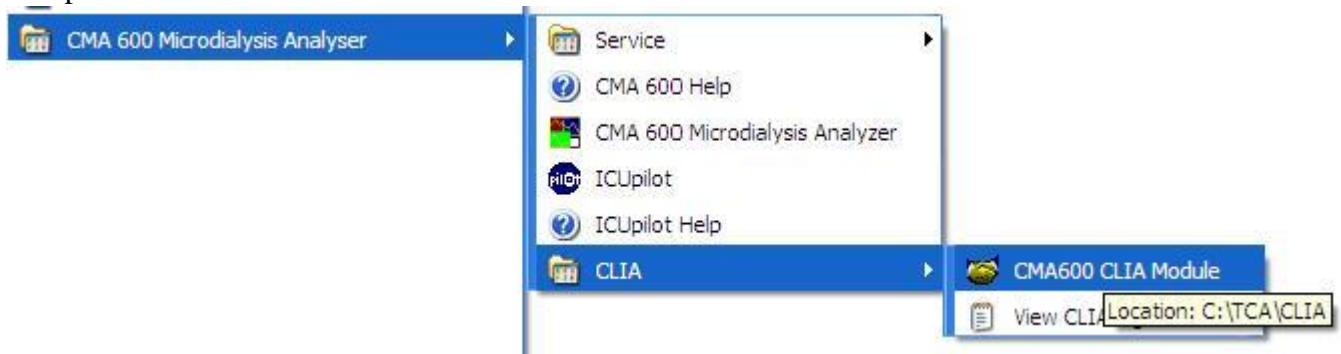 CMA 600 Microdialysis Analyser
Service
CMA 600 Help
CMA 600 Microdialysis Analyzer
pilot
ICUpilot
ICUpilot Help
CLIA
CMA600 CLIA Module
View CLIA
Location: C:\TCA\CLIA